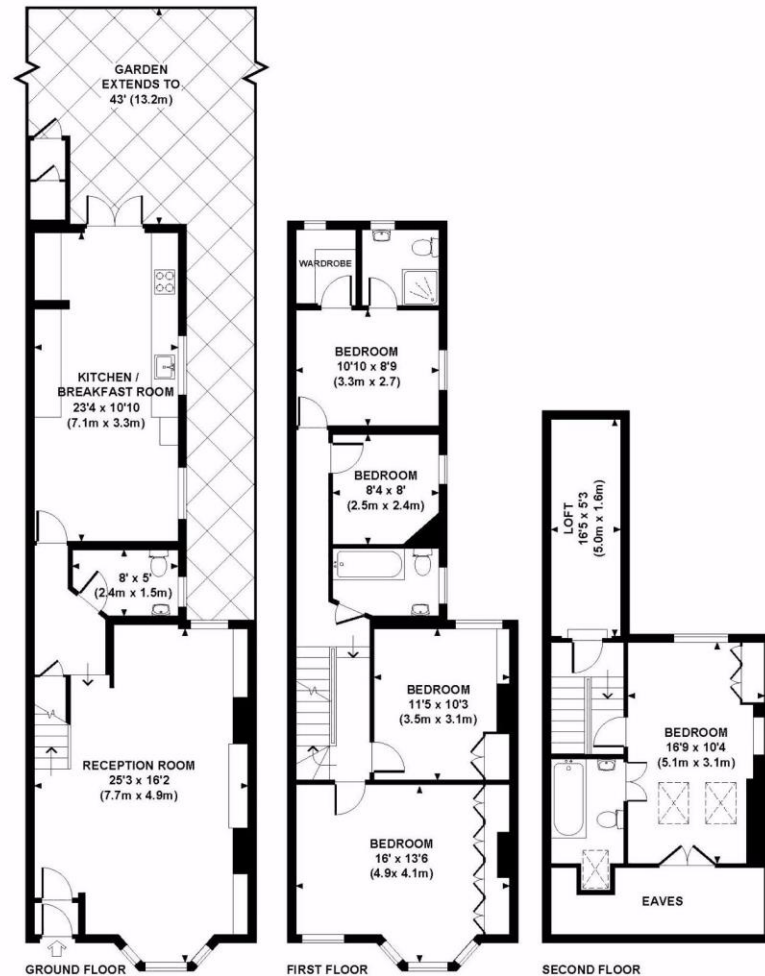 GARDEN
EXTENDS TO
43' (13.2m)
KITCHEN /
BREAKFAST ROOM
23'4 x 10'10
(7.1m x 3.3m)
8' x 5'
(2.4m x 1.5m)
RECEPTION ROOM
25'3 x 16'2
(7.7m x 4.9m)
GROUND FLOOR
WARDROBE
BEDROOM
10'10 x 8'9
(3.3m x 2.7)
BEDROOM
8'4 x 8'
(2.5m x 2.4m)
BEDROOM
11'5 x 10'3
(3.5m x 3.1m)
BEDROOM
16' x 13'6
(4.9x 4.1m)
FIRST FLOOR
LOFT
16'5 x 5'3
(5.0m x 1.6m)
BEDROOM
16'9 x 10'4
(5.1m x 3.1m)
EAVES
SECOND FLOOR